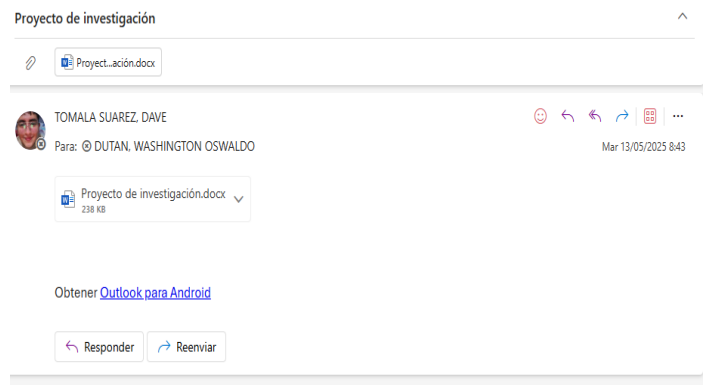 Proyecto de investigación
Proyect...ación.docx
TOMALA SUAREZ, DAVE
Para: DUTAN, WASHINGTON OSWALDO
Mar 13/05/2025 8:43
Proyecto de investigación.docx
238 KB
Obtener Outlook para Android
Responder
Reenviar